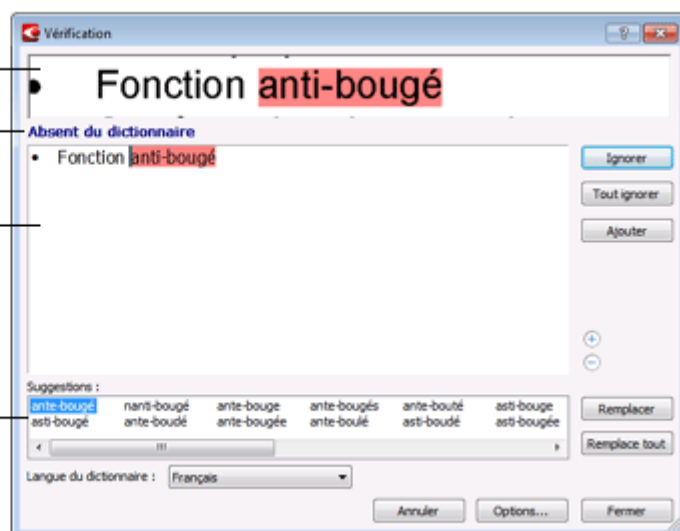 Vérification
• Fonction anti-bougé
Absent du dictionnaire
• Fonction anti-bougé
Ignorer
Tout ignorer
Ajouter
Suggestions :
ante-bougé nanti-bougé ante-bouge ante-bougés ante-bouté asti-bouge
asti-bougé ante-boudé ante-bougée ante-boulé asti-boudé asti-bougée
Remplacer
Remplace tout
Langue du dictionnaire : Français
Annuler Options... Fermer